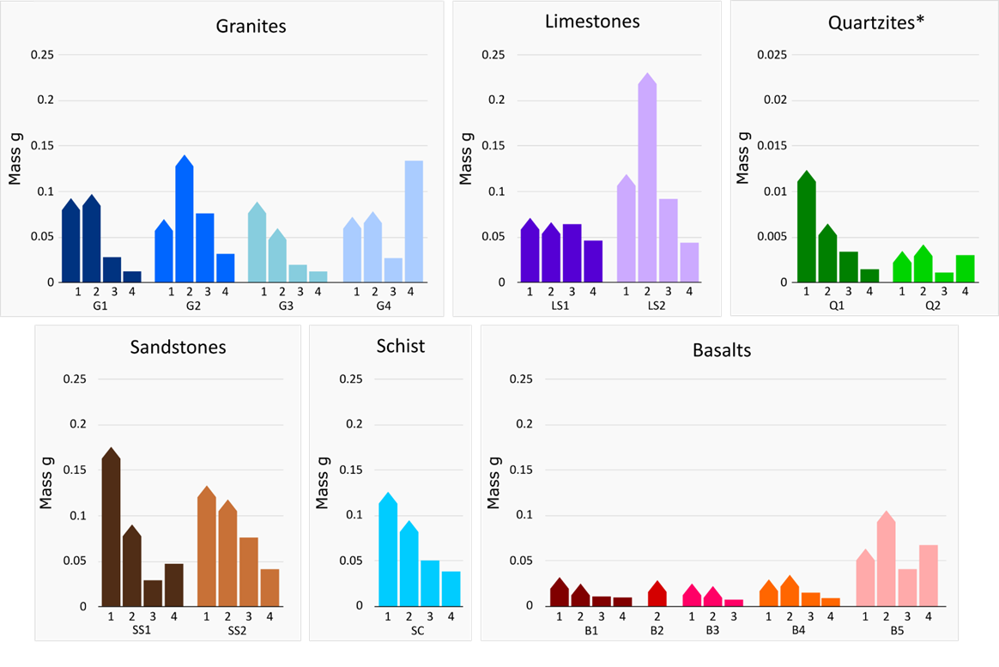 Granites
Limestones
Quartzites*
Mass g
0.25
0.2
0.15
0.1
0.05
0
1 2 3 4 1 2 3 4 1 2 3 4 1 2 3 4
G1 G2 G3 G4
Mass g
0.25
0.2
0.15
0.1
0.05
0
1 2 3 4 1 2 3 4
LS1 LS2
Mass g
0.025
0.02
0.015
0.01
0.005
0
1 2 3 4 1 2 3 4
Q1 Q2
Sandstones
Schist
Basalts
Mass g
0.25
0.2
0.15
0.1
0.05
0
1 2 3 4 1 2 3 4
SS1 SS2
Mass g
0.25
0.2
0.15
0.1
0.05
0
1 2 3 4
SC
Mass g
0.25
0.2
0.15
0.1
0.05
0
1 2 3 4 2 1 2 3 1 2 3 4 1 2 3 4
B1 B2 B3 B4 B5